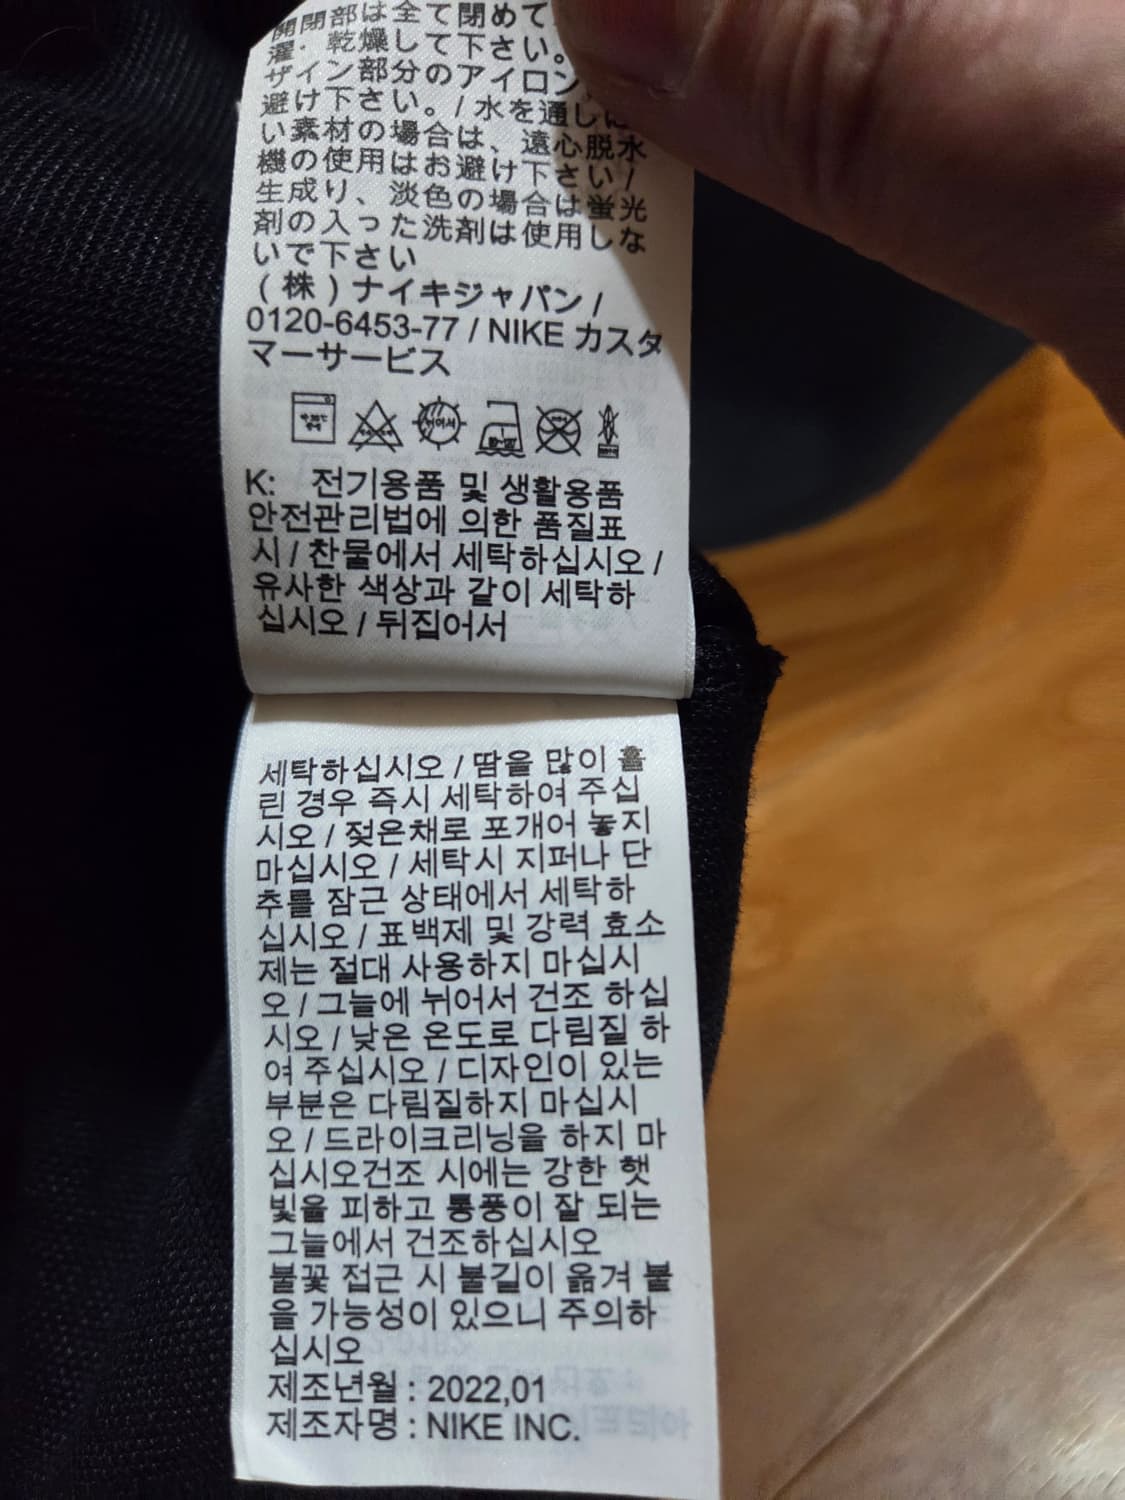 開閉部は全て閉めて
濯・乾燥して下さい。
ザイン部分のアイロン
避け下さい。/ 水を通しに
い素材の場合は、遠心脱水
機の使用はお避け下さい /
生成り、淡色の場合は蛍光
剤の入った洗剤は使用しな
いで下さい
(株) ナイキジャパン /
0120-6453-77 / NIKE カスタ
マーサービス
K: 전기용품 및 생활용품
안전관리법에 의한 품질표
시 / 찬물에서 세탁하십시오 /
유사한 색상과 같이 세탁하
십시오 / 뒤집어서
세탁하십시오 / 땀을 많이 흘
린 경우 즉시 세탁하여 주십
시오 / 젖은채로 포개어 놓지
마십시오 / 세탁시 지퍼나 단
추를 잠근 상태에서 세탁하
십시오 / 표백제 및 강력 효소
제는 절대 사용하지 마십시
오 / 그늘에 뉘어서 건조 하십
시오 / 낮은 온도로 다림질 하
여 주십시오 / 디자인이 있는
부분은 다림질하지 마십시
오 / 드라이크리닝을 하지 마
십시오건조 시에는 강한 햇
빛을 피하고 통풍이 잘 되는
그늘에서 건조하십시오
불꽃 접근 시 불길이 옮겨 붙
을 가능성이 있으니 주의하
십시오
제조년월 : 2022,01
제조자명 : NIKE INC.